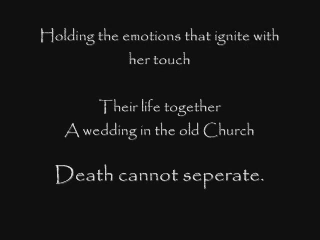 Holding the emotions that ignite with
her touch
Their life together
A wedding in the old Church
Death cannot seperate.